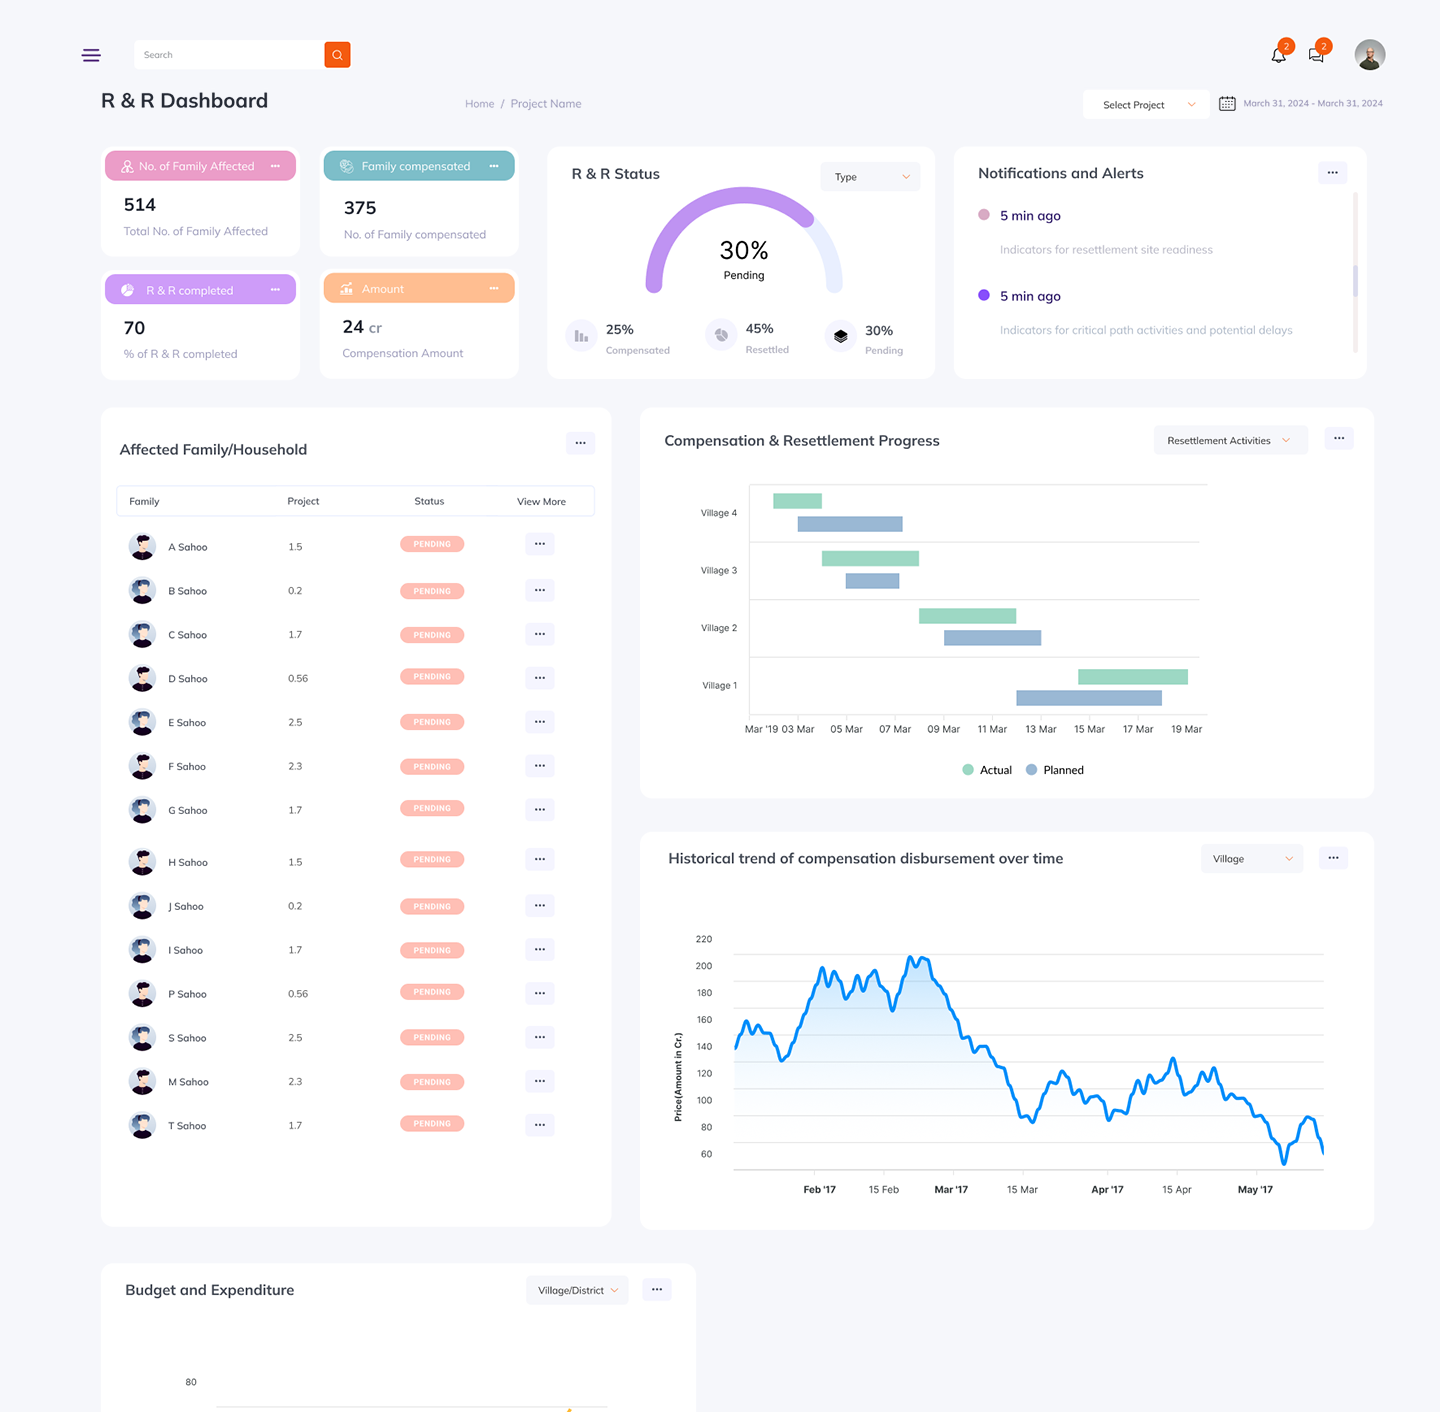 Search
2
2
R & R Dashboard
Home / Project Name
Select Project
March 31, 2024 - March 31, 2024
No. of Family Affected
514
Total No. of Family Affected
Family compensated
375
No. of Family compensated
R & R completed
70
% of R & R completed
Amount
24 cr
Compensation Amount
R & R Status
Type
30%
Pending
25%
Compensated
45%
Resettled
30%
Pending
Notifications and Alerts
5 min ago
Indicators for resettlement site readiness
5 min ago
Indicators for critical path activities and potential delays
Affected Family/Household
Family Project Status View More
A Sahoo 1.5 PENDING
B Sahoo 0.2 PENDING
C Sahoo 1.7 PENDING
D Sahoo 0.56 PENDING
E Sahoo 2.5 PENDING
F Sahoo 2.3 PENDING
G Sahoo 1.7 PENDING
H Sahoo 1.5 PENDING
J Sahoo 0.2 PENDING
I Sahoo 1.7 PENDING
P Sahoo 0.56 PENDING
S Sahoo 2.5 PENDING
M Sahoo 2.3 PENDING
T Sahoo 1.7 PENDING
Compensation & Resettlement Progress
Resettlement Activities
Village 4
Village 3
Village 2
Village 1
Mar '19 03 Mar 05 Mar 07 Mar 09 Mar 11 Mar 13 Mar 15 Mar 17 Mar 19 Mar
Actual Planned
Historical trend of compensation disbursement over time
Village
Price(Amount in Cr.)
220
200
180
160
140
120
100
80
60
Feb '17 15 Feb Mar '17 15 Mar Apr '17 15 Apr May '17
Budget and Expenditure
Village/District
80